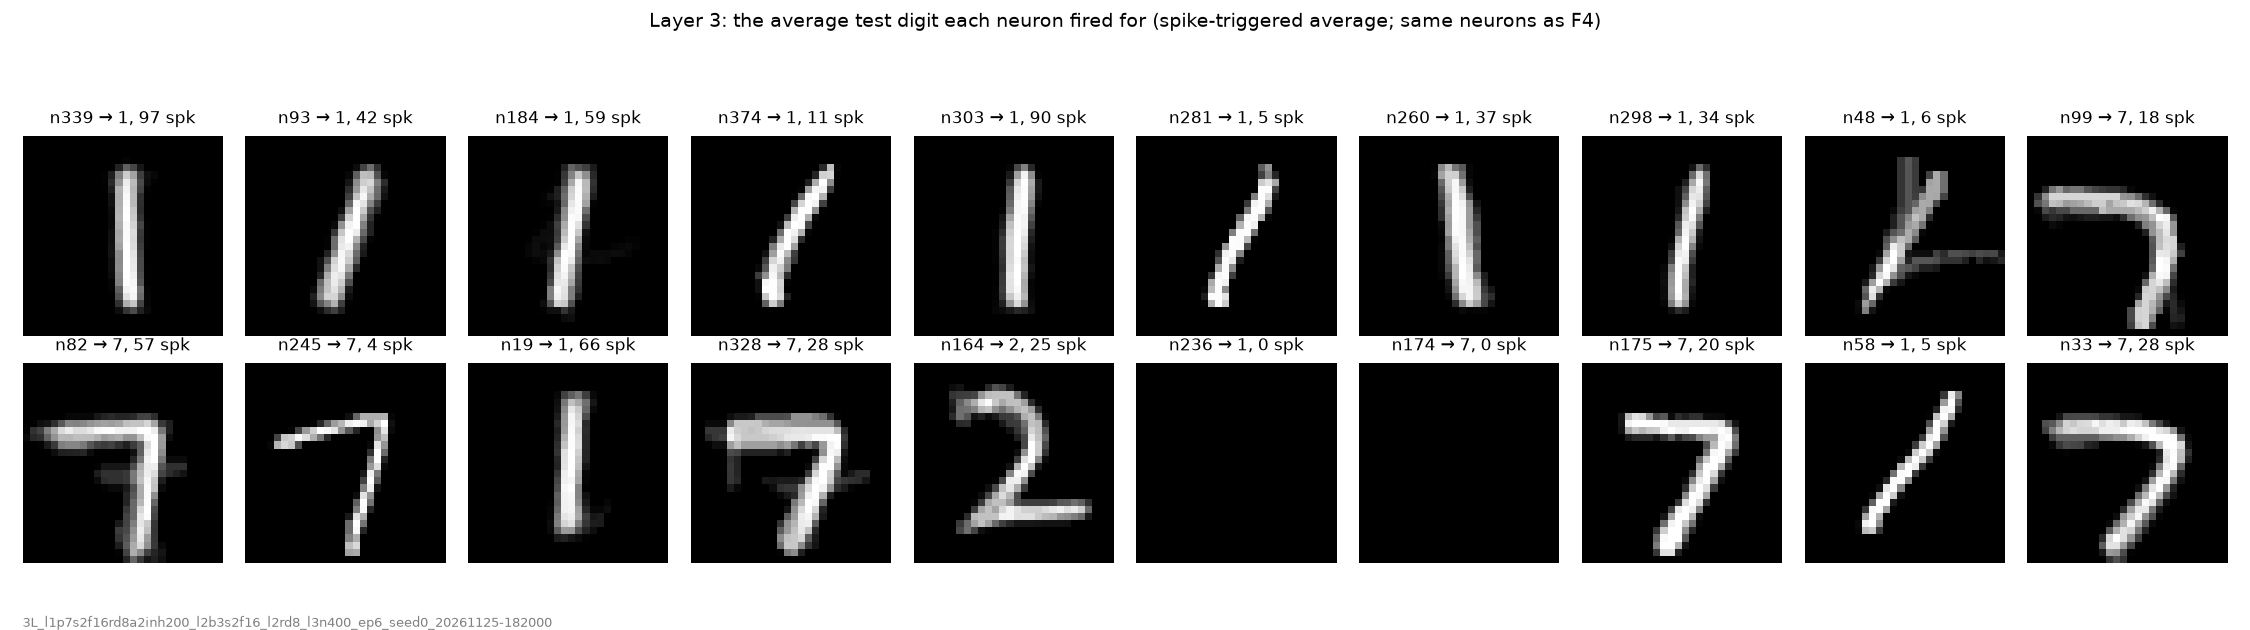 Layer 3: the average test digit each neuron fired for (spike-triggered average; same neurons as F4)
n339 → 1, 97 spk n93 → 1, 42 spk n184 → 1, 59 spk n374 → 1, 11 spk n303 → 1, 90 spk n281 → 1, 5 spk n260 → 1, 37 spk n298 → 1, 34 spk n48 → 1, 6 spk n99 → 7, 18 spk
n82 → 7, 57 spk n245 → 7, 4 spk n19 → 1, 66 spk n328 → 7, 28 spk n164 → 2, 25 spk n236 → 1, 0 spk n174 → 7, 0 spk n175 → 7, 20 spk n58 → 1, 5 spk n33 → 7, 28 spk
3L_l1p7s2f16rd8a2inh200_l2b3s2f16_l2rd8_l3n400_ep6_seed0_20261125-182000